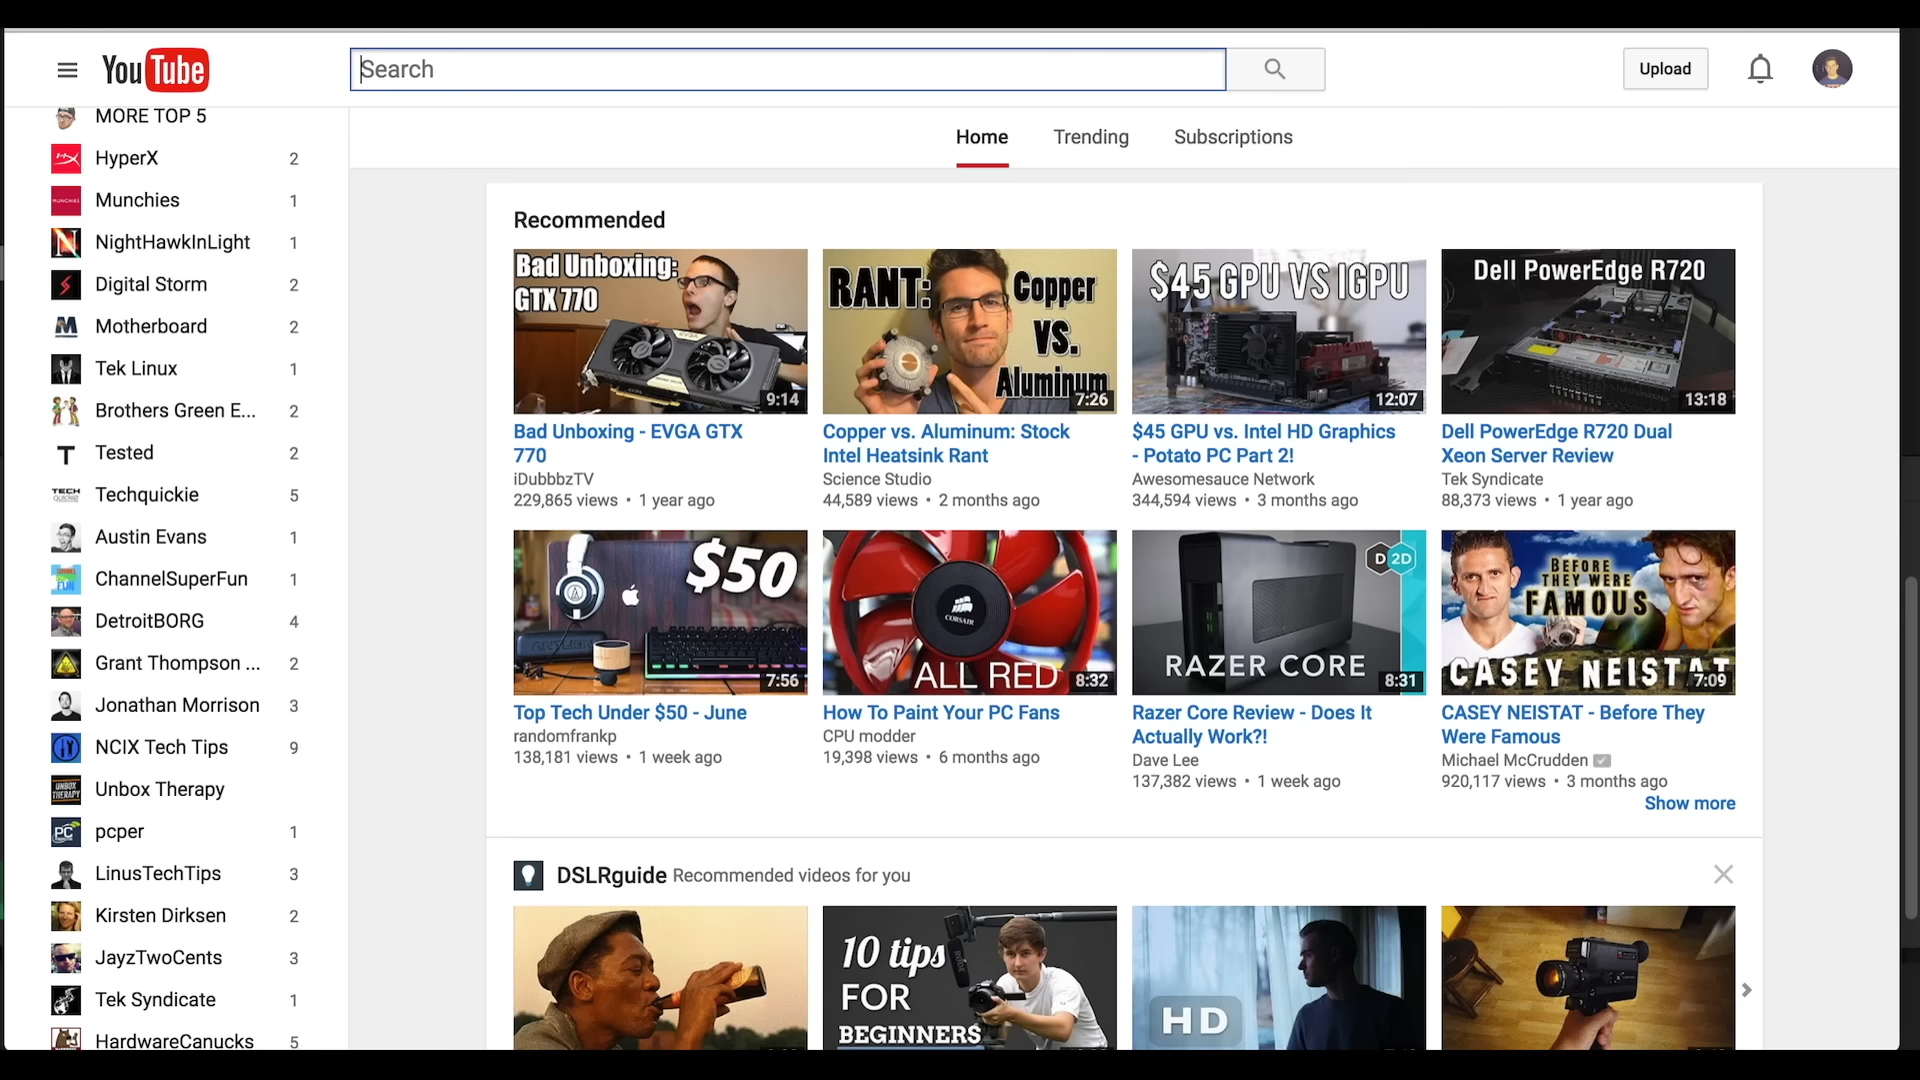 YouTube
Search
Upload
MORE TOP 5
HyperX 2
MUNCHIES
Munchies 1
N
NightHawkInLight 1
Digital Storm 2
M
Motherboard 2
Tek Linux 1
Brothers Green E... 2
T
Tested 2
TECH QUICKIE
Techquickie 5
Austin Evans 1
FUN
ChannelSuperFun 1
DetroitBORG 4
Grant Thompson ... 2
Jonathan Morrison 3
NCIX Tech Tips 9
UNBOX THERAPY
Unbox Therapy
PC
pcper 1
LinusTechTips 3
Kirsten Dirksen 2
JayzTwoCents 3
Tek Syndicate 1
HardwareCanucks 5
Home Trending Subscriptions
Recommended
Bad Unboxing:
GTX 770
9:14
Bad Unboxing - EVGA GTX
770
iDubbbzTV
229,865 views • 1 year ago
RANT: Copper
VS.
Aluminum
7:26
Copper vs. Aluminum: Stock
Intel Heatsink Rant
Science Studio
44,589 views • 2 months ago
$45 GPU VS IGPU
12:07
$45 GPU vs. Intel HD Graphics
- Potato PC Part 2!
Awesomesauce Network
344,594 views • 3 months ago
Dell PowerEdge R720
13:18
Dell PowerEdge R720 Dual
Xeon Server Review
Tek Syndicate
88,373 views • 1 year ago
$50
7:56
Top Tech Under $50 - June
randomfrankp
138,181 views • 1 week ago
CORSAIR
ALL RED
8:32
How To Paint Your PC Fans
CPU modder
19,398 views • 6 months ago
D2D
RAZER CORE
8:31
Razer Core Review - Does It
Actually Work?!
Dave Lee
137,382 views • 1 week ago
BEFORE
THEY WERE
FAMOUS
CASEY NEISTAT
7:09
CASEY NEISTAT - Before They
Were Famous
Michael McCrudden
920,117 views • 3 months ago
Show more
DSLRguide Recommended videos for you
10 tips
FOR
BEGINNERS
RODE
HD